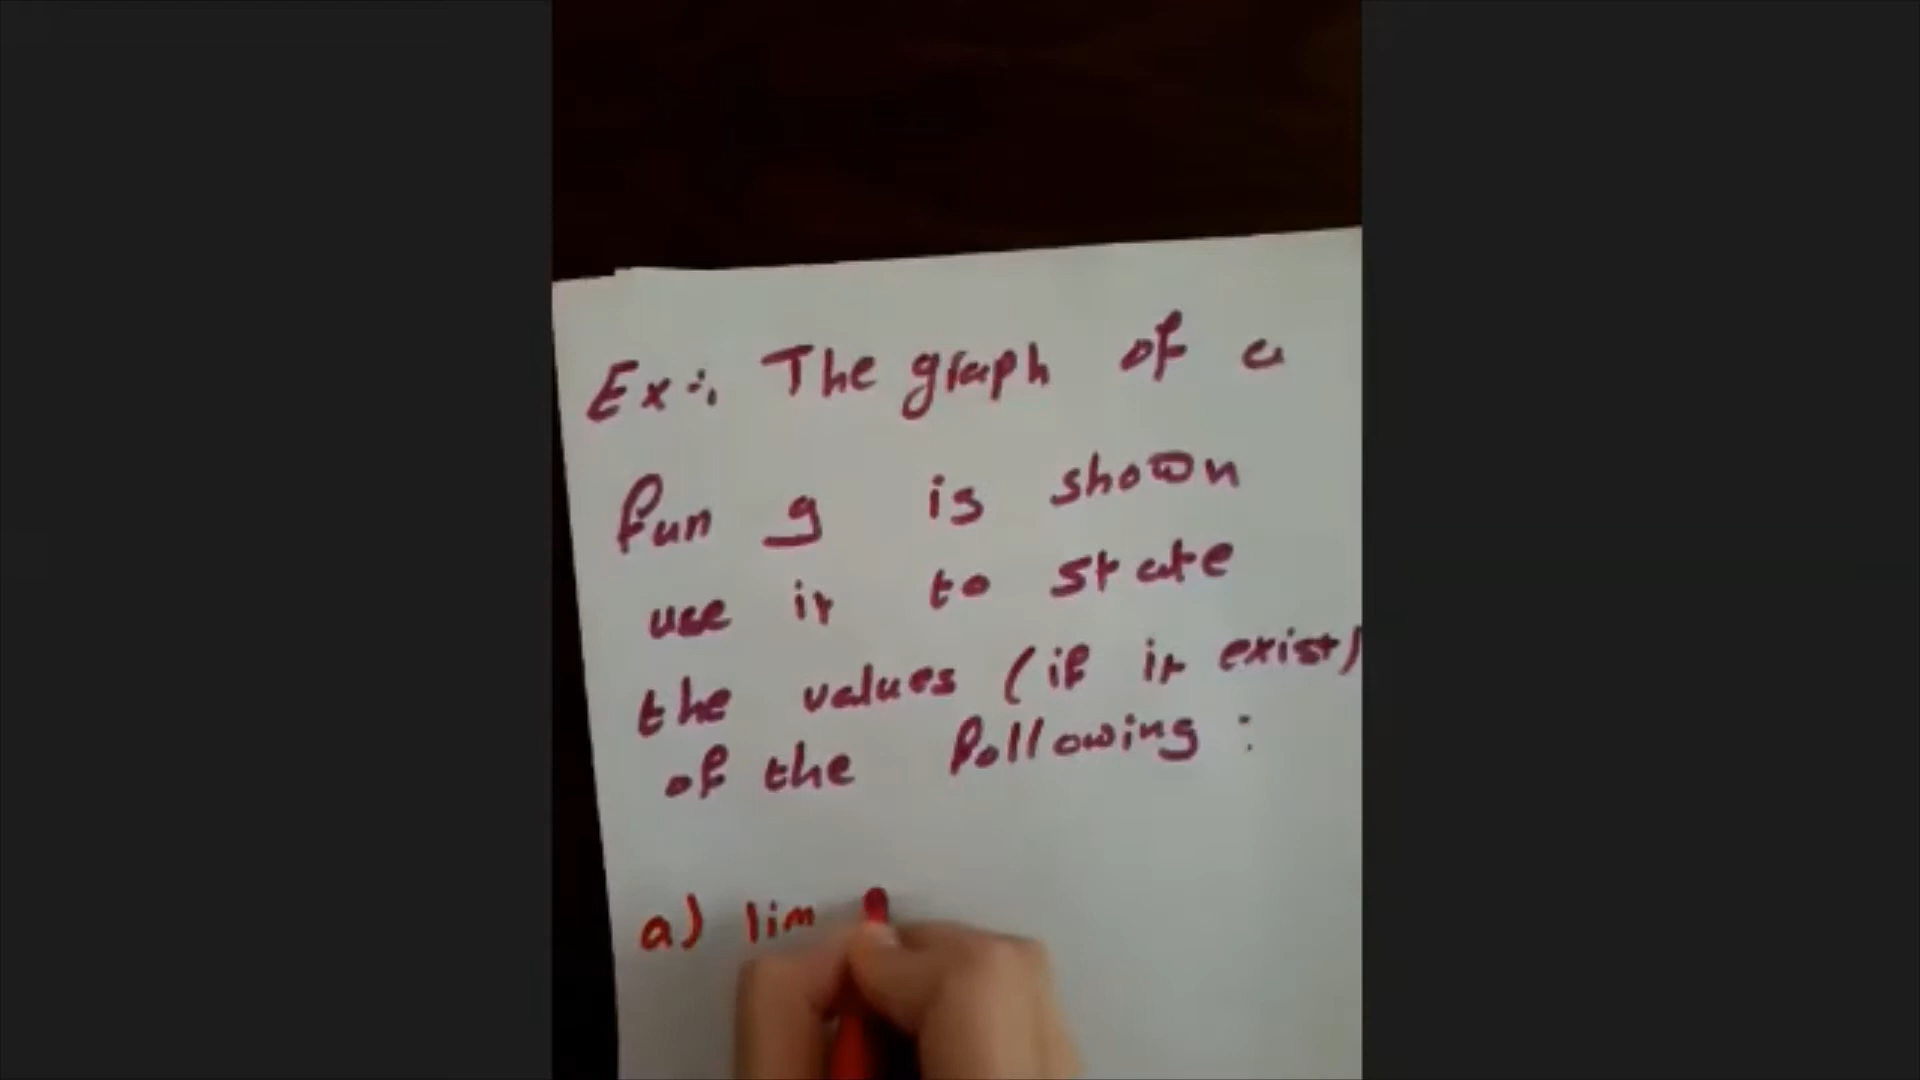 Ex:. The graph of a
fun g is shown
use it to state
the values (if it exist)
of the following :
a) lim